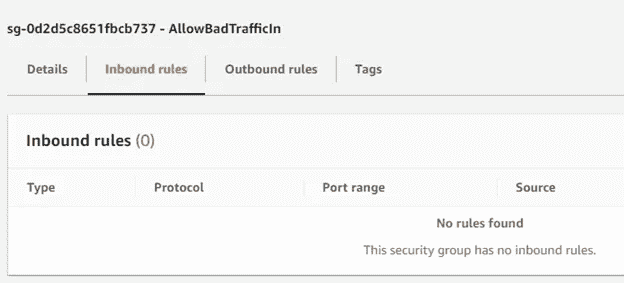 sg-0d2d5c8651fbcb737 - AllowBadTrafficIn
Details Inbound rules Outbound rules Tags
Inbound rules (0)
Type Protocol Port range Source
No rules found
This security group has no inbound rules.